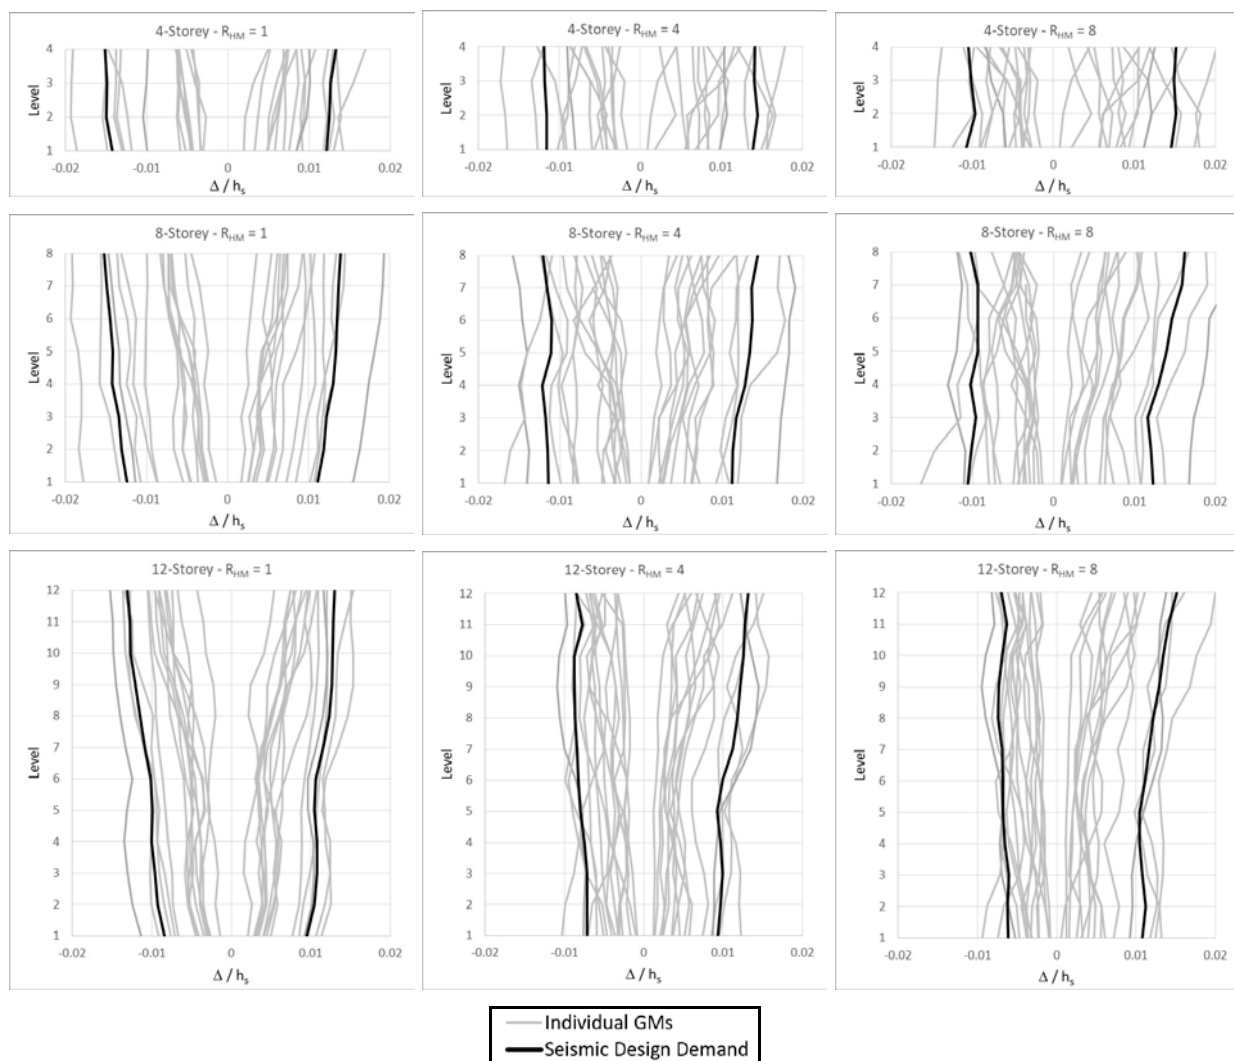 4-Storey - R_HM = 1
4
3
2
1
Level
-0.02 -0.01 0 0.01 0.02
Δ / h_s
4-Storey - R_HM = 4
4
3
2
1
Level
-0.02 -0.01 0 0.01 0.02
Δ / h_s
4-Storey - R_HM = 8
4
3
2
1
Level
-0.02 -0.01 0 0.01 0.02
Δ / h_s
8-Storey - R_HM = 1
8
7
6
5
4
3
2
1
Level
-0.02 -0.01 0 0.01 0.02
Δ / h_s
8-Storey - R_HM = 4
8
7
6
5
4
3
2
1
Level
-0.02 -0.01 0 0.01 0.02
Δ / h_s
8-Storey - R_HM = 8
8
7
6
5
4
3
2
1
Level
-0.02 -0.01 0 0.01 0.02
Δ / h_s
12-Storey - R_HM = 1
12
11
10
9
8
7
6
5
4
3
2
1
Level
-0.02 -0.01 0 0.01 0.02
Δ / h_s
12-Storey - R_HM = 4
12
11
10
9
8
7
6
5
4
3
2
1
Level
-0.02 -0.01 0 0.01 0.02
Δ / h_s
12-Storey - R_HM = 8
12
11
10
9
8
7
6
5
4
3
2
1
Level
-0.02 -0.01 0 0.01 0.02
Δ / h_s
Individual GMs
Seismic Design Demand